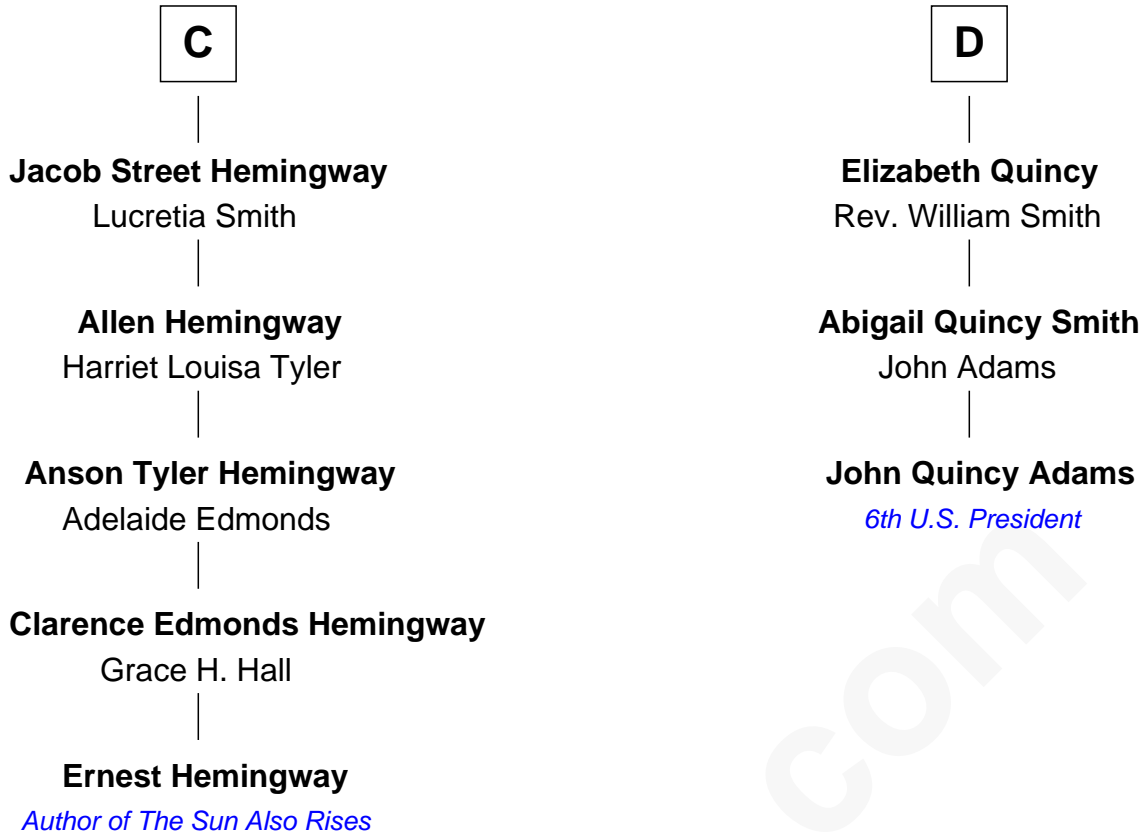 C
Jacob Street Hemingway
Lucretia Smith
Allen Hemingway
Harriet Louisa Tyler
Anson Tyler Hemingway
Adelaide Edmonds
Clarence Edmonds Hemingway
Grace H. Hall
Ernest Hemingway
Author of The Sun Also Rises
D
Elizabeth Quincy
Rev. William Smith
Abigail Quincy Smith
John Adams
John Quincy Adams
6th U.S. President
com